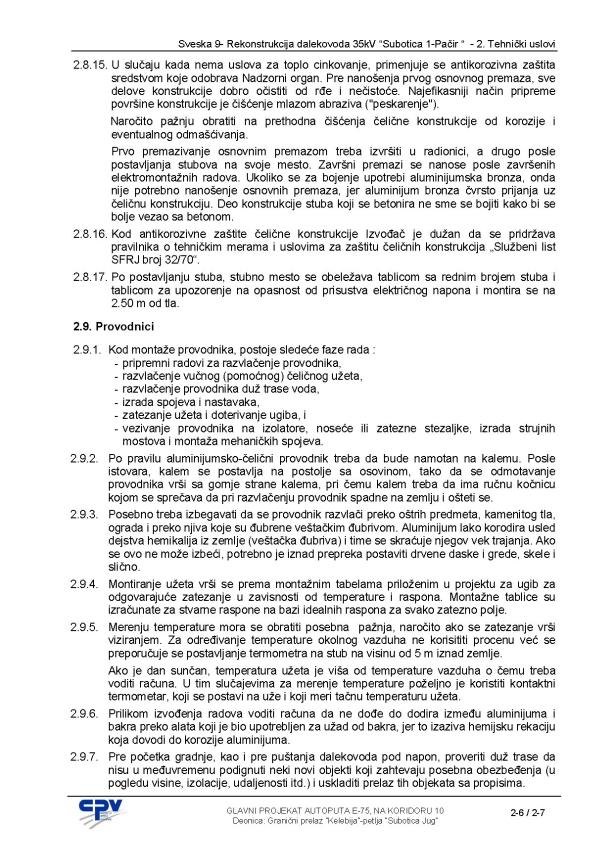 Sveska 9- Rekonstrukcija dalekovoda 35kV “Subotica 1-Pačir “  - 2. Tehnički uslovi
2.8.15. U slučaju kada nema uslova za toplo cinkovanje, primenjuje se antikorozivna zaštita
sredstvom koje odobrava Nadzorni organ. Pre nanošenja prvog osnovnog premaza, sve
delove konstrukcije dobro očistiti od rđe i nečistoće. Najefikasniji način pripreme
površine konstrukcije je čišćenje mlazom abraziva ("peskarenje").
Naročito pažnju obratiti na prethodna čišćenja čelične konstrukcije od korozije i
eventualnog odmašćivanja.
Prvo premazivanje osnovnim premazom treba izvršiti u radionici, a drugo posle
postavljanja stubova na svoje mesto. Završni premazi se nanose posle završenih
elektromontažnih radova. Ukoliko se za bojenje upotrebi aluminijumska bronza, onda
nije potrebno nanošenje osnovnih premaza, jer aluminijum bronza čvrsto prijanja uz
čeličnu konstrukciju. Deo konstrukcije stuba koji se betonira ne sme se bojiti kako bi se
bolje vezao sa betonom.
2.8.16. Kod antikorozivne zaštite čelične konstrukcije Izvođač je dužan da se pridržava
pravilnika o tehničkim merama i uslovima za zaštitu čeličnih konstrukcija „Službeni list
SFRJ broj 32/70“.
2.8.17. Po postavljanju stuba, stubno mesto se obeležava tablicom sa rednim brojem stuba i
tablicom za upozorenje na opasnost od prisustva električnog napona i montira se na
2.50 m od tla.
2.9. Provodnici
2.9.1. Kod montaže provodnika, postoje sledeće faze rada :
- pripremni radovi za razvlačenje provodnika,
- razvlačenje vučnog (pomoćnog) čeličnog užeta,
- razvlačenje provodnika duž trase voda,
- izrada spojeva i nastavaka,
- zatezanje užeta i doterivanje ugiba, i
- vezivanje provodnika na izolatore, noseće ili zatezne stezaljke, izrada strujnih
mostova i montaža mehaničkih spojeva.
2.9.2. Po pravilu aluminijumsko-čelični provodnik treba da bude namotan na kalemu. Posle
istovara, kalem se postavlja na postolje sa osovinom, tako da se odmotavanje
provodnika vrši sa gornje strane kalema, pri čemu kalem treba da ima ručnu kočnicu
kojom se sprečava da pri razvlačenju provodnik spadne na zemlju i ošteti se.
2.9.3. Posebno treba izbegavati da se provodnik razvlači preko oštrih predmeta, kamenitog tla,
ograda i preko njiva koje su đubrene veštačkim đubrivom. Aluminijum lako korodira usled
dejstva hemikalija iz zemlje (veštačka đubriva) i time se skraćuje njegov vek trajanja. Ako
se ovo ne može izbeći, potrebno je iznad prepreka postaviti drvene daske i grede, skele i
slično.
2.9.4. Montiranje užeta vrši se prema montažnim tabelama priloženim u projektu za ugib za
odgovarajuće zatezanje u zavisnosti od temperature i raspona. Montažne tablice su
izračunate za stvarne raspone na bazi idealnih raspona za svako zatezno polje.
2.9.5. Merenju temperature mora se obratiti posebna  pažnja, naročito ako se zatezanje vrši
viziranjem. Za određivanje temperature okolnog vazduha ne korisititi procenu već se
preporučuje se postavljanje termometra na stub na visinu od 5 m iznad zemlje.
Ako je dan sunčan, temperatura užeta je viša od temperature vazduha o čemu treba
voditi računa. U tim slučajevima za merenje temperature poželjno je koristiti kontaktni
termometar, koji se postavi na uže i koji meri tačnu temperaturu užeta.
2.9.6. Prilikom izvođenja radova voditi računa da ne dođe do dodira između aluminijuma i
bakra preko alata koji je bio upotrebljen za užad od bakra, jer to izaziva hemijsku rekaciju
koja dovodi do korozije aluminijuma.
2.9.7. Pre početka gradnje, kao i pre puštanja dalekovoda pod napon, proveriti duž trase da
nisu u međuvremenu podignuti neki novi objekti koji zahtevaju posebna obezbeđenja (u
pogledu visine, izolacije, udaljenosti itd.) i uskladiti prelaz tih objekata sa propisima.
CPV
GLAVNI PROJEKAT AUTOPUTA E-75, NA KORIDORU 10
Deonica: Granični prelaz "Kelebija"-petlja "Subotica Jug"
2-6 / 2-7